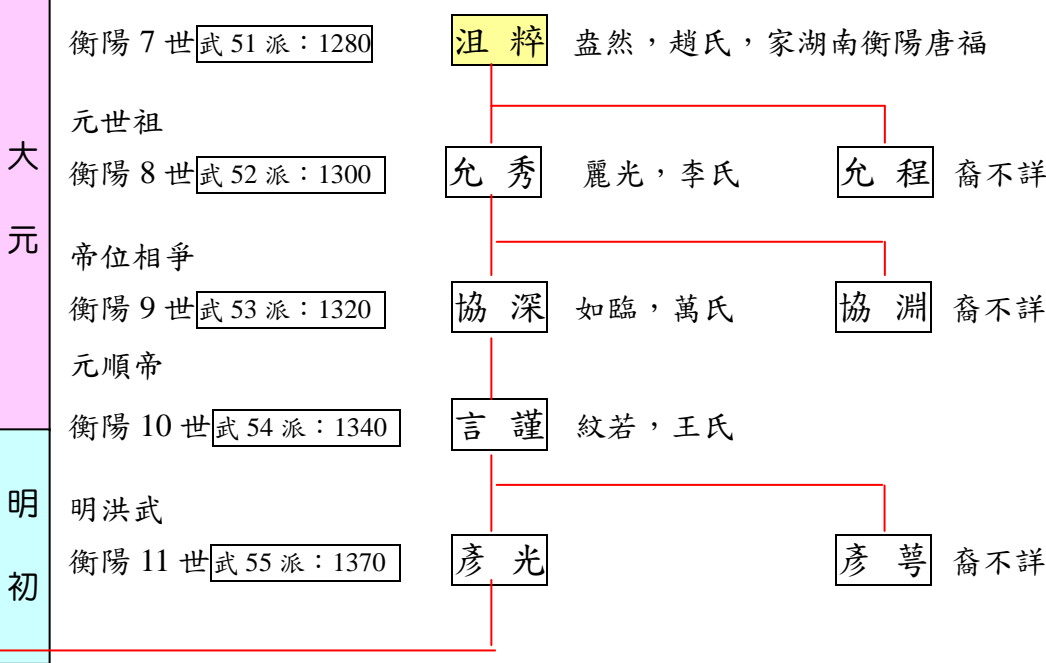 大元
衡陽 7 世 武 51 派：1280 沮 粹 盎然，趙氏，家湖南衡陽唐福
元世祖
衡陽 8 世 武 52 派：1300 允 秀 麗光，李氏 允 程 裔不詳
帝位相爭
衡陽 9 世 武 53 派：1320 協 深 如臨，萬氏 協 淵 裔不詳
元順帝
衡陽 10 世 武 54 派：1340 言 謹 紋若，王氏
明初
明洪武
衡陽 11 世 武 55 派：1370 彥 光 彥 萼 裔不詳